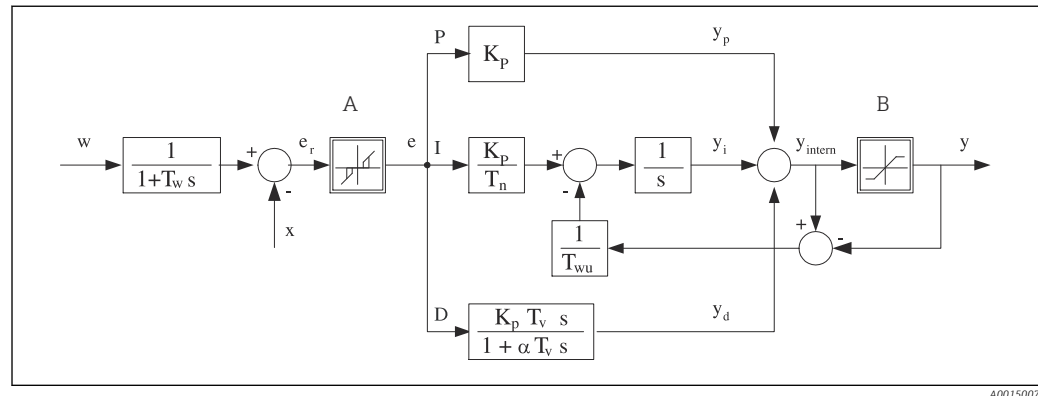 P
K_P
y_p
A
B
w
1
1+T_w s
+
-
e_r
e
I
K_P
T_n
+
-
1
s
y_i
y_intern
y
x
1
T_wu
+
-
D
K_p T_v s
1 + α T_v s
y_d
A0015007